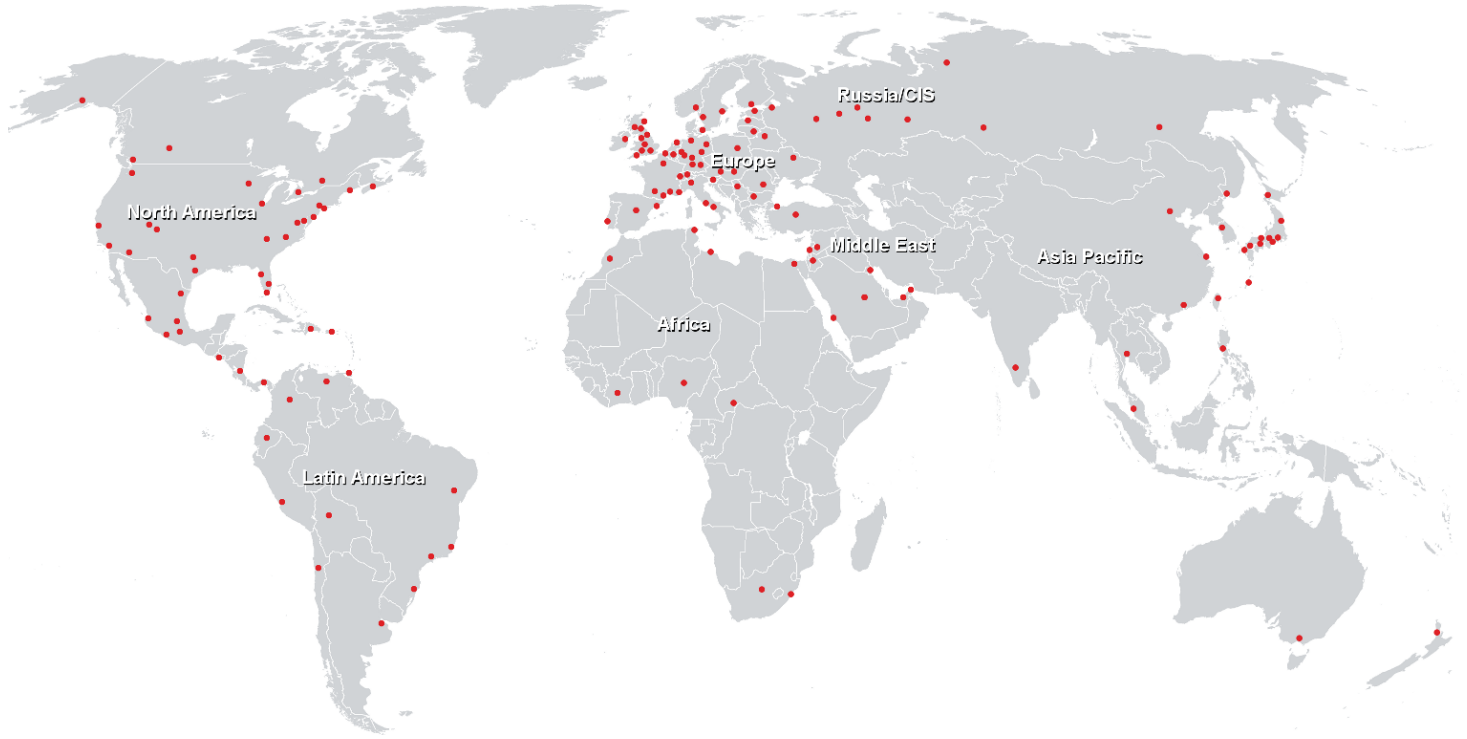 Russia/CIS
Europe
North America
Middle East
Asia Pacific
Africa
Latin America